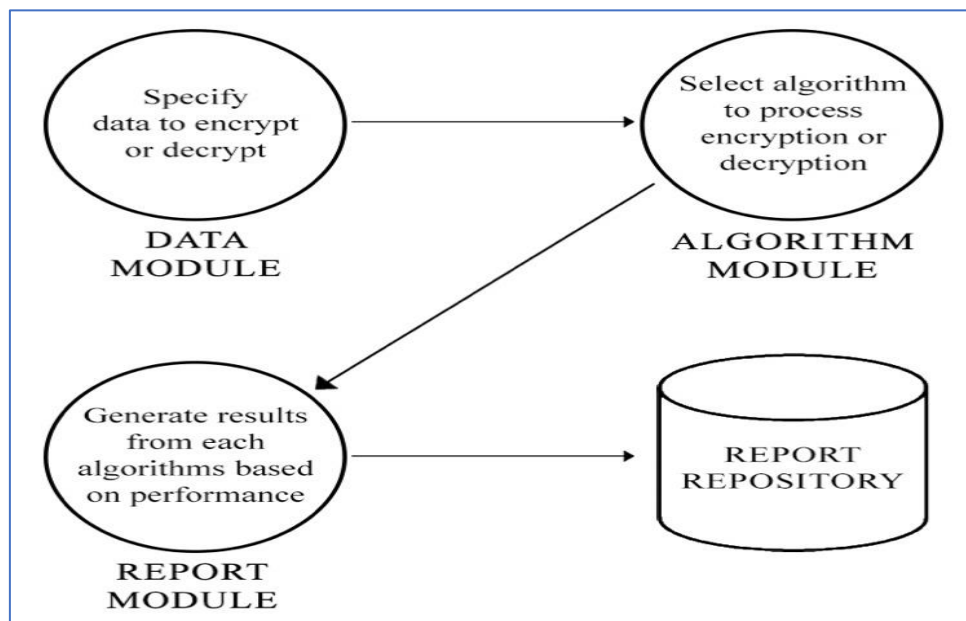 Specify
data to encrypt
or decrypt
DATA
MODULE
Select algorithm
to process
encryption or
decryption
ALGORITHM
MODULE
Generate results
from each
algorithms based
on performance
REPORT
MODULE
REPORT
REPOSITORY